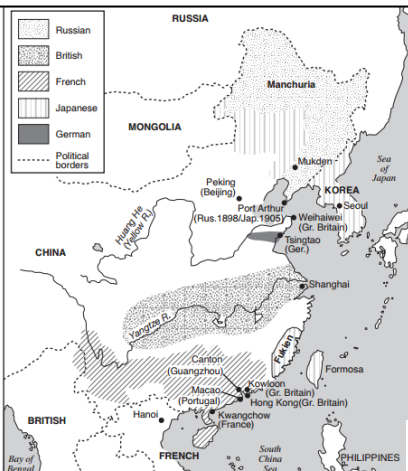 RUSSIA
Russian
British
French
Japanese
German
Political
borders
Manchuria
MONGOLIA
Mukden
Sea
of
Japan
Peking
(Beijing)
KOREA
Port Arthur
(Rus.1898/Jap.1905)
Seoul
Weihaiwei
(Gr. Britain)
Huang He
(Yellow R.)
Tsingtao
(Ger.)
CHINA
Shanghai
Yangtze R.
Fukien
Formosa
Canton
(Guangzhou)
Kowloon
(Gr. Britain)
Macao
(Portugal)
Hong Kong(Gr. Britain)
BRITISH
Hanoi
Kwangchow
(France)
Bay of
Bengal
FRENCH
South
China
Sea
PHILIPPINES